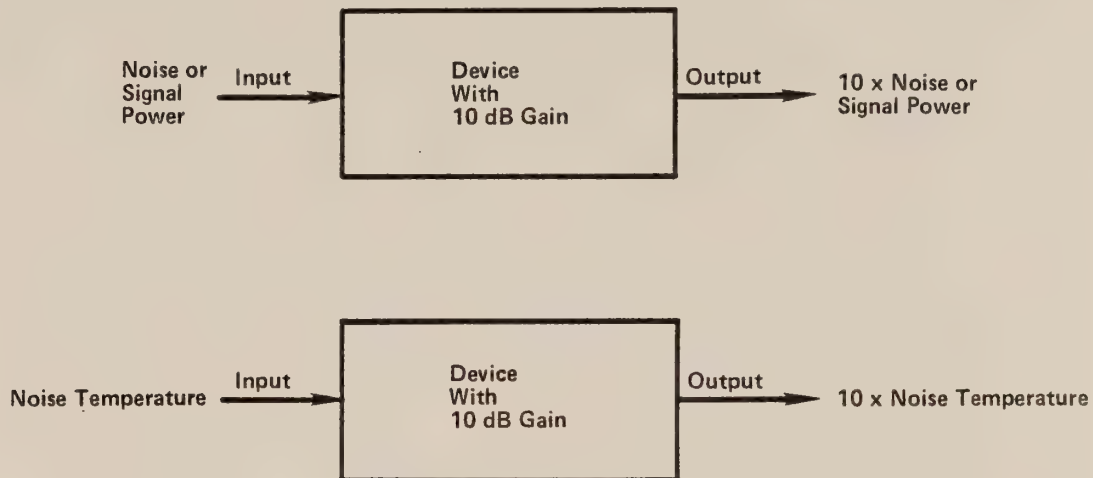 Noise or
Signal
Power
Input
Device
With
10 dB Gain
Output
10 x Noise or
Signal Power
Noise Temperature
Input
Device
With
10 dB Gain
Output
10 x Noise Temperature